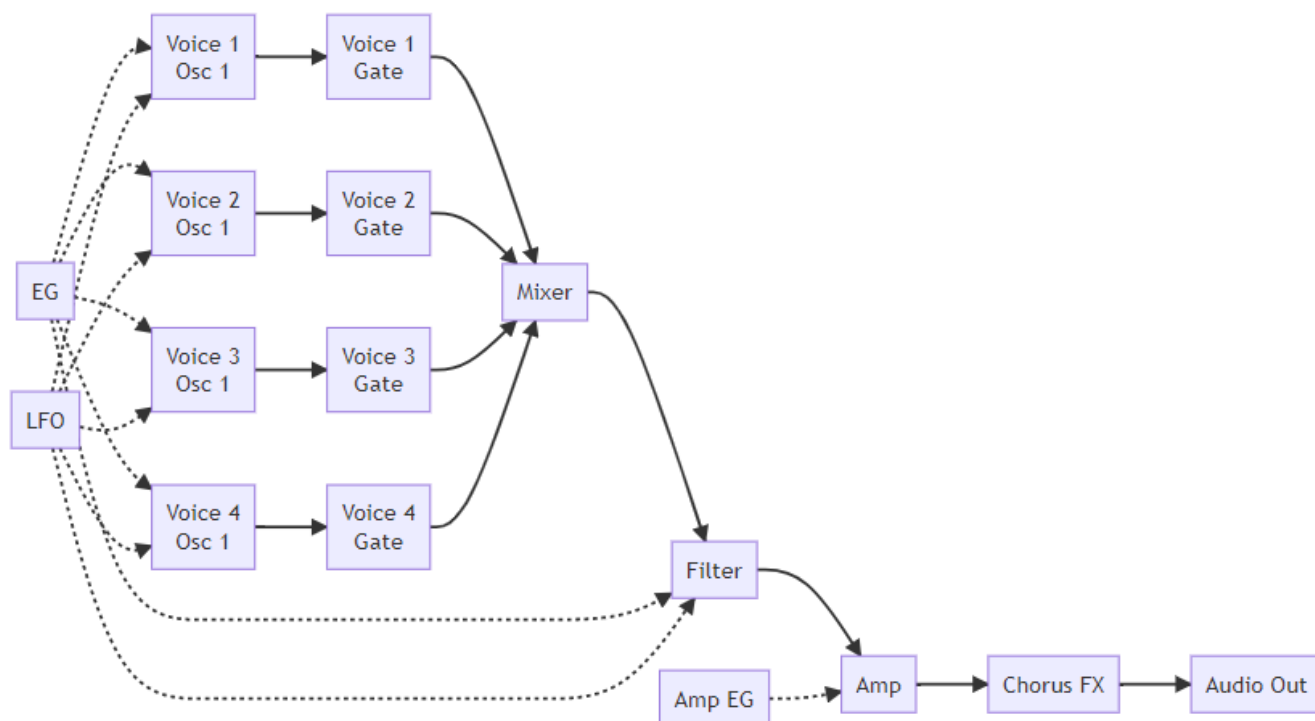 Voice 1
Osc 1
Voice 1
Gate
Voice 2
Osc 1
Voice 2
Gate
EG
Mixer
Voice 3
Osc 1
Voice 3
Gate
LFO
Voice 4
Osc 1
Voice 4
Gate
Filter
Amp EG
Amp
Chorus FX
Audio Out